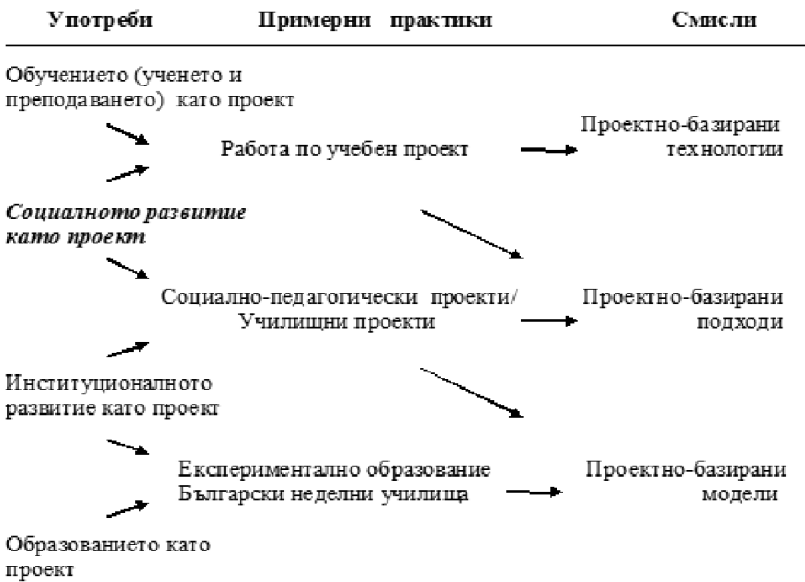 Употреби Примерни практики Смисли
Обучението (ученето и
преподаването) като проект
Работа по учебен проект
Проектно-базирани
технологии
Социалното развитие
като проект
Социално-педагогически проекти/
Училищни проекти
Проектно-базирани
подходи
Институционалното
развитие като проект
Експериментално образование
Български неделни училища
Проектно-базирани
модели
Образованието като
проект